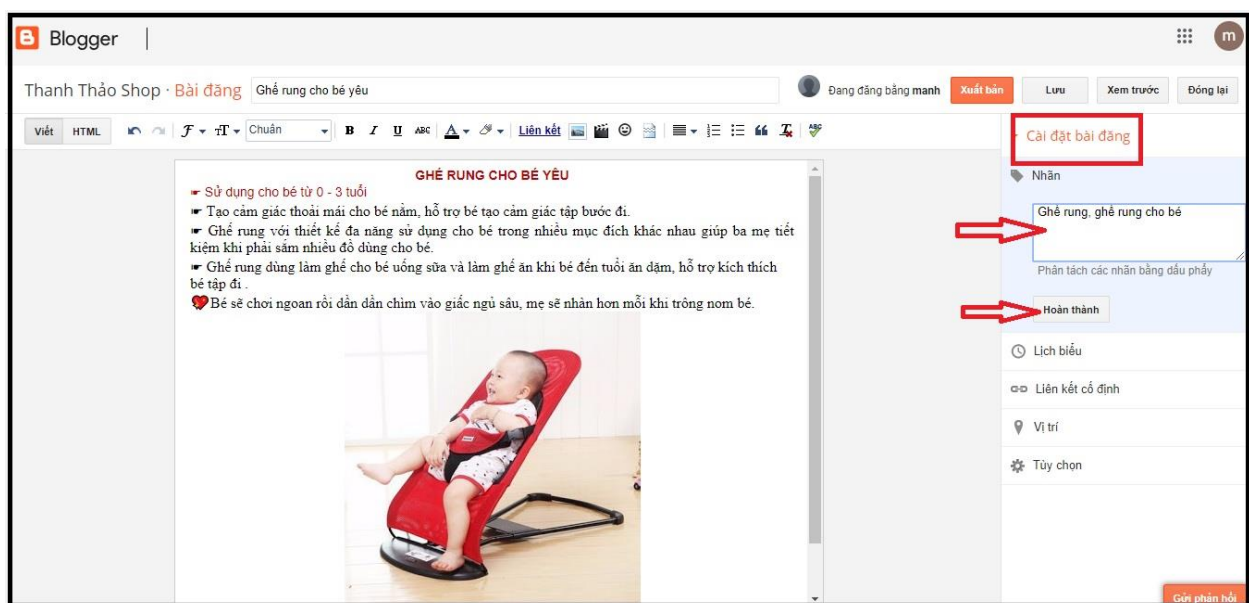 Blogger
m
Thanh Thảo Shop · Bài đăng
Ghế rung cho bé yêu
Đang đăng bằng manh
Xuất bản
Lưu
Xem trước
Đóng lại
Viết
HTML
Chuẩn
B I U ABC A
Liên kết
Cài đặt bài đăng
Nhãn
Ghế rung, ghế rung cho bé
Phân tách các nhãn bằng dấu phẩy
Hoàn thành
Lịch biểu
Liên kết cố định
Vị trí
Tùy chọn
GHẾ RUNG CHO BÉ YÊU
☛ Sử dụng cho bé từ 0 - 3 tuổi
☛ Tạo cảm giác thoải mái cho bé nằm, hỗ trợ bé tạo cảm giác tập bước đi.
☛ Ghế rung với thiết kế đa năng sử dụng cho bé trong nhiều mục đích khác nhau giúp ba mẹ tiết
kiệm khi phải sắm nhiều đồ dùng cho bé.
☛ Ghế rung dùng làm ghế cho bé uống sữa và làm ghế ăn khi bé đến tuổi ăn dặm, hỗ trợ kích thích
bé tập đi .
Bé sẽ chơi ngoan rồi dần dần chìm vào giấc ngủ sâu, mẹ sẽ nhàn hơn mỗi khi trông nom bé.
Gửi phản hồi